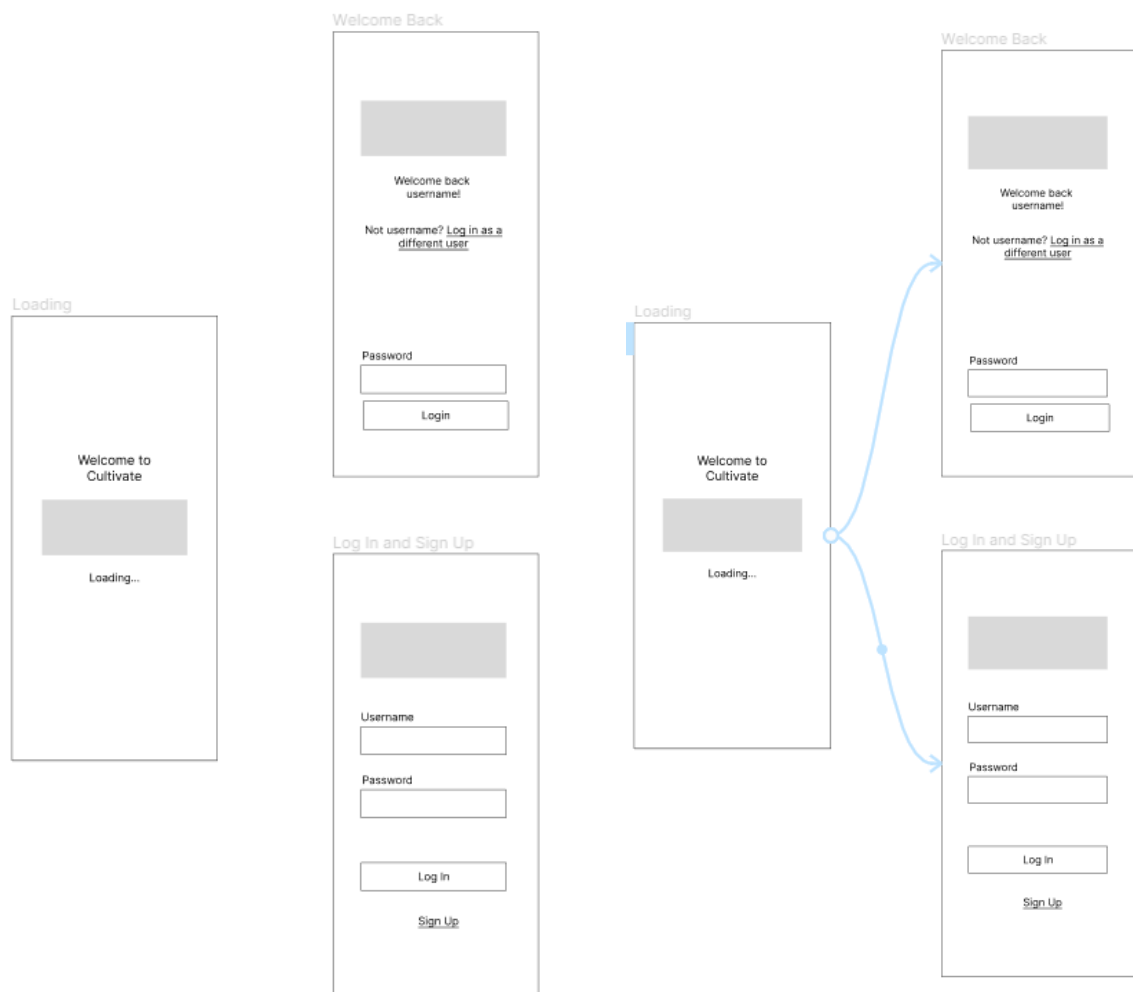 Welcome Back
Welcome back
username!
Not username? Log in as a
different user
Password
Login
Loading
Welcome to
Cultivate
Loading...
Log In and Sign Up
Username
Password
Log In
Sign Up
Welcome Back
Welcome back
username!
Not username? Log in as a
different user
Password
Login
Loading
Welcome to
Cultivate
Loading...
Log In and Sign Up
Username
Password
Log In
Sign Up